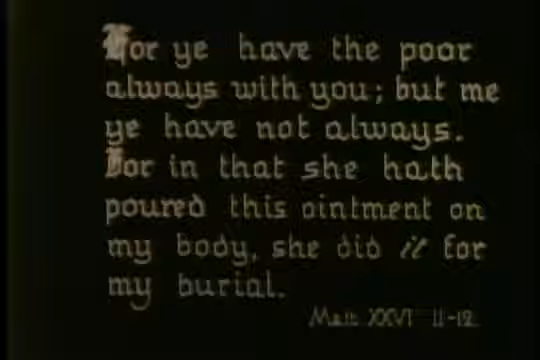 For ye have the poor
always with you; but me
ye have not always.
For in that she hath
poured this ointment on
my body, she did it for
my burial.
Matt. XXVI 11-12